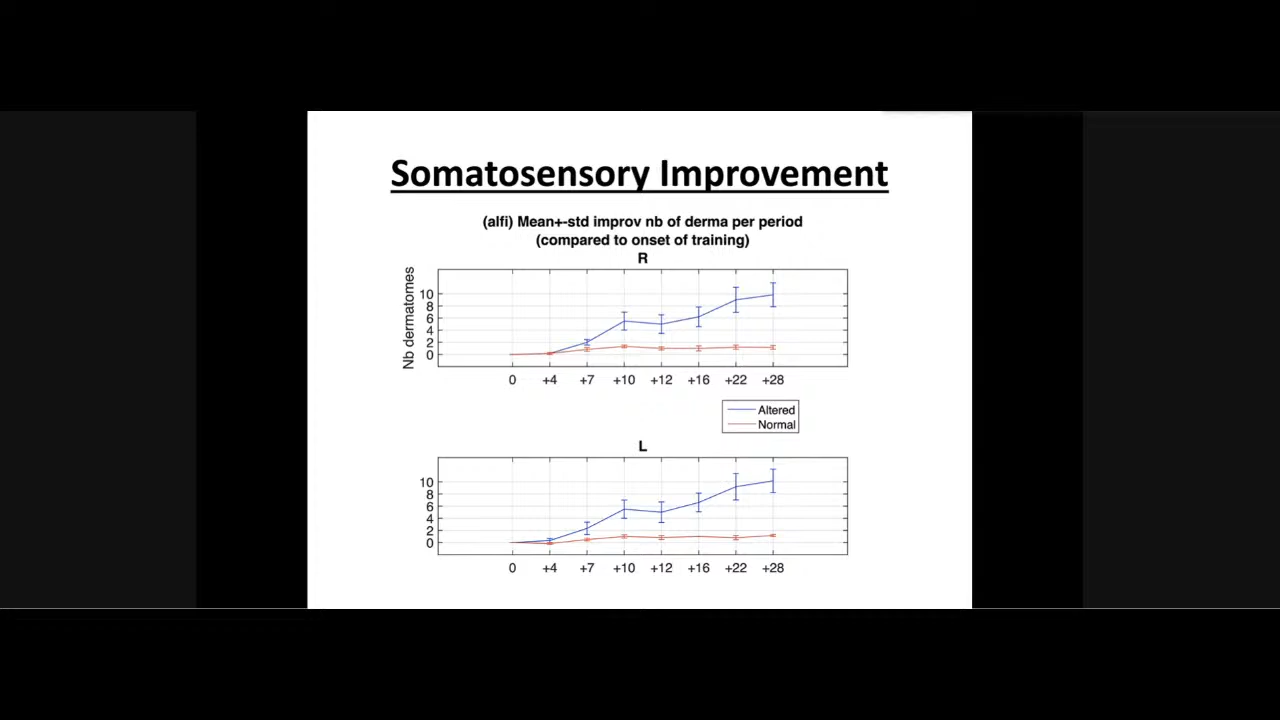 Somatosensory Improvement
(alfi) Mean+-std improv nb of derma per period
(compared to onset of training)
R
Nb dermatomes
10
8
6
4
2
0
0 +4 +7 +10 +12 +16 +22 +28
Altered
Normal
L
10
8
6
4
2
0
0 +4 +7 +10 +12 +16 +22 +28